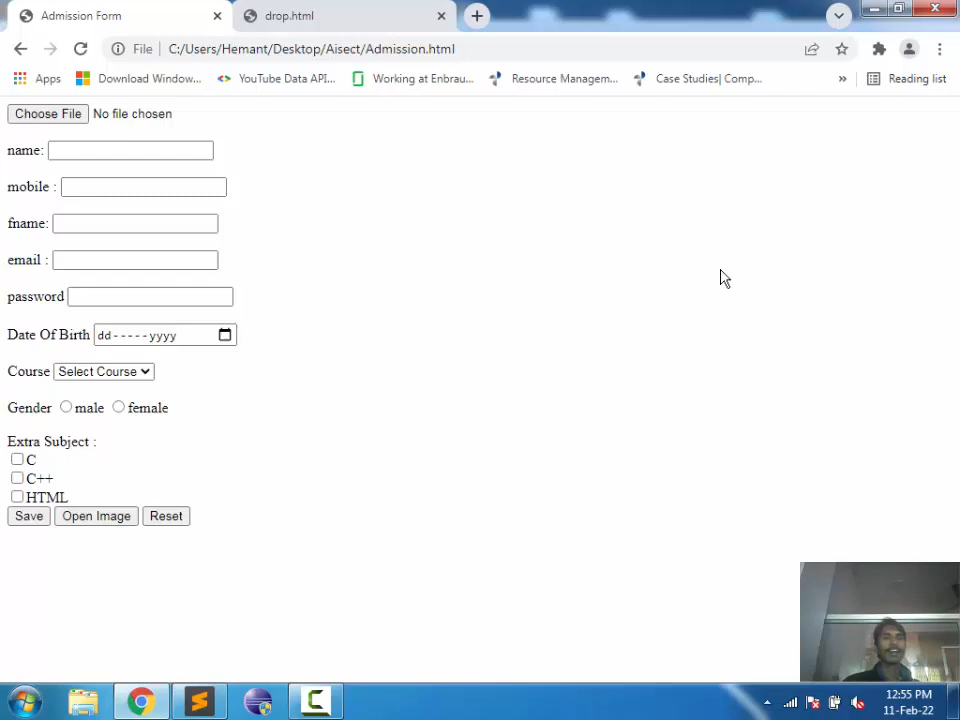 Admission Form
drop.html
File
C:/Users/Hemant/Desktop/Aisect/Admission.html
Apps
Download Window...
YouTube Data API...
Working at Enbrau...
Resource Managem...
Case Studies| Comp...
»
Reading list
Choose File No file chosen
name:
mobile :
fname:
email :
password
Date Of Birth dd-----yyyy
Course Select Course
Gender male female
Extra Subject :
C
C++
HTML
Save Open Image Reset
12:55 PM
11-Feb-22